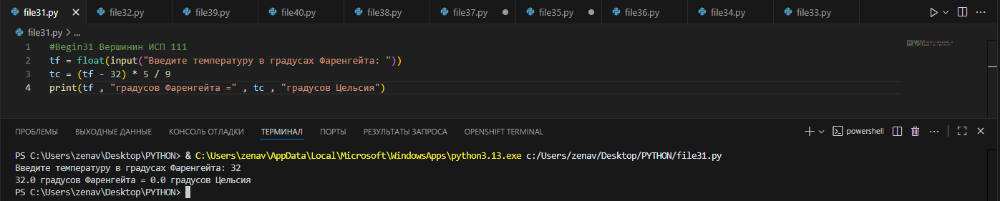 file31.py file32.py file39.py file40.py file38.py file37.py file35.py file36.py file34.py file33.py
file31.py > ...
1 #Begin31 Вершинин ИСП 111
2 tf = float(input("Введите температуру в градусах Фаренгейта: "))
3 tc = (tf - 32) * 5 / 9
4 print(tf , "градусов Фаренгейта =" , tc , "градусов Цельсия")
ПРОБЛЕМЫ ВЫХОДНЫЕ ДАННЫЕ КОНСОЛЬ ОТЛАДКИ ТЕРМИНАЛ ПОРТЫ РЕЗУЛЬТАТЫ ЗАПРОСА OPENSHIFT TERMINAL powershell
PS C:\Users\zenav\Desktop\PYTHON> & C:\Users\zenav\AppData\Local\Microsoft\WindowsApps\python3.13.exe c:/Users/zenav/Desktop/PYTHON/file31.py
Введите температуру в градусах Фаренгейта: 32
32.0 градусов Фаренгейта = 0.0 градусов Цельсия
PS C:\Users\zenav\Desktop\PYTHON>